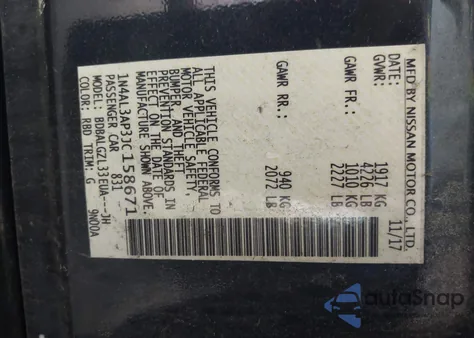 MFD BY NISSAN MOTOR CO., LTD.
DATE: 11/17
GVWR: 1917 KG
4226 LB
GAWR FR.: 1010 KG
2227 LB
GAWR RR.: 940 KG
2072 LB
THIS VEHICLE CONFORMS TO
ALL APPLICABLE FEDERAL
MOTOR VEHICLE SAFETY,
BUMPER, AND THEFT
PREVENTION STANDARDS IN
EFFECT ON THE DATE OF
MANUFACTURE SHOWN ABOVE.
1N4AL3AP3JC158671
PASSENGER CAR 831
MODEL: BDBALGZL33EUA---JH
COLOR: RBD TRIM: G 9N00A
autoSnap